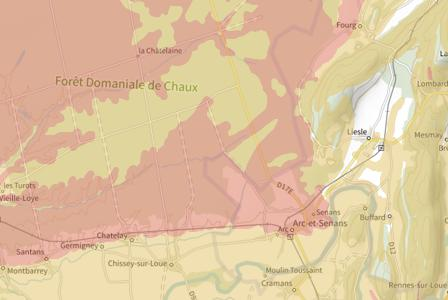 Fourg
la Châtelaine
Forêt Domaniale de Chaux
Lombard
Liesle
Mesmay
les Turots
Vieille-Loye
D17E
Senans
Arc-et-Senans
Buffard
Arc
Chatelay
Germigney
Santans
D12
Chissey-sur-Loue
Montbarrey
Moulin Toussaint
Cramans
Rennes-sur-Loue